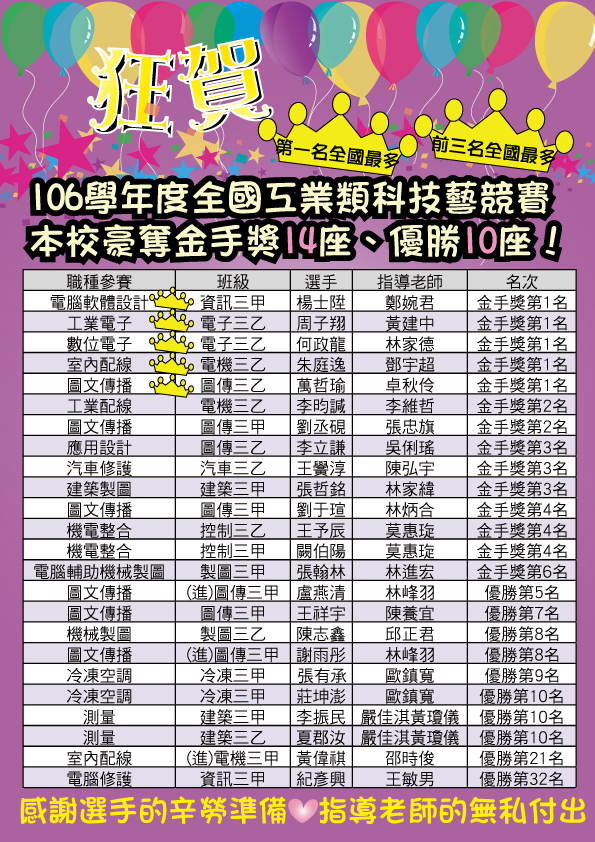 狂賀
第一名全國最多
前三名全國最多
106學年度全國工業類科技藝競賽
本校豪奪金手獎14座、優勝10座！
職種參賽 班級 選手 指導老師 名次
電腦軟體設計 資訊三甲 楊士陞 鄭婉君 金手獎第1名
工業電子 電子三乙 周子翔 黃建中 金手獎第1名
數位電子 電子三乙 何政龍 林家德 金手獎第1名
室內配線 電機三乙 朱庭逸 鄧宇超 金手獎第1名
圖文傳播 圖傳三乙 萬哲瑜 卓秋伶 金手獎第1名
工業配線 電機三乙 李昀諴 李維哲 金手獎第2名
圖文傳播 圖傳三甲 劉丞硯 張忠旗 金手獎第2名
應用設計 圖傳三乙 李立謙 吳俐瑤 金手獎第3名
汽車修護 汽車三乙 王譽淳 陳弘宇 金手獎第3名
建築製圖 建築三甲 張哲銘 林家緯 金手獎第3名
圖文傳播 圖傳三甲 劉于瑄 林炳合 金手獎第4名
機電整合 控制三乙 王予辰 莫惠琁 金手獎第4名
機電整合 控制三甲 闕伯陽 莫惠琁 金手獎第4名
電腦輔助機械製圖 製圖三甲 張翰林 林進宏 金手獎第6名
圖文傳播 (進)圖傳三甲 盧燕清 林峰羽 優勝第5名
圖文傳播 圖傳三甲 王祥宇 陳養宜 優勝第7名
機械製圖 製圖三乙 陳志鑫 邱正君 優勝第8名
圖文傳播 (進)圖傳三甲 謝雨彤 林峰羽 優勝第8名
冷凍空調 冷凍三甲 張有承 歐鎮寬 優勝第9名
冷凍空調 冷凍三甲 莊坤澎 歐鎮寬 優勝第10名
測量 建築三甲 李振民 嚴佳淇黃瓊儀 優勝第10名
測量 建築三乙 夏郡汝 嚴佳淇黃瓊儀 優勝第10名
室內配線 (進)電機三甲 黃偉祺 邵時俊 優勝第21名
電腦修護 資訊三甲 紀彥興 王敏男 優勝第32名
感謝選手的辛勞準備 指導老師的無私付出